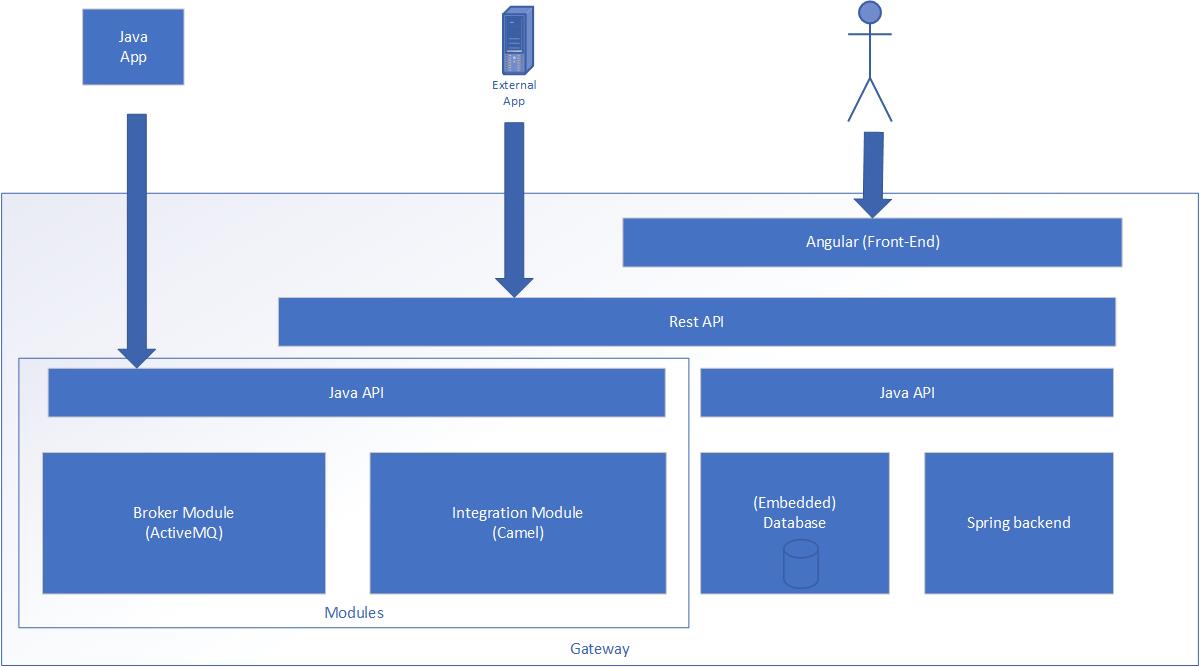 Java
App
External
App
Angular (Front-End)
Rest API
Java API
Java API
Broker Module
(ActiveMQ)
Integration Module
(Camel)
(Embedded)
Database
Spring backend
Modules
Gateway